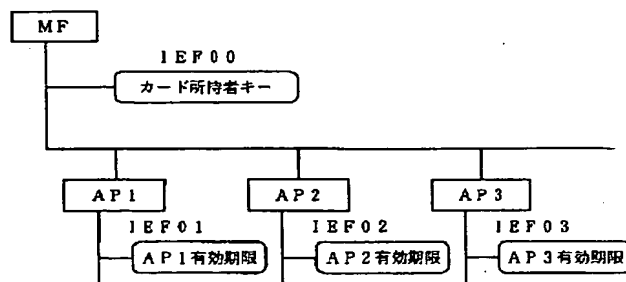 MF
IEF00
カード所持者キー
AP1 AP2 AP3
IEF01 IEF02 IEF03
AP1有効期限 AP2有効期限 AP3有効期限